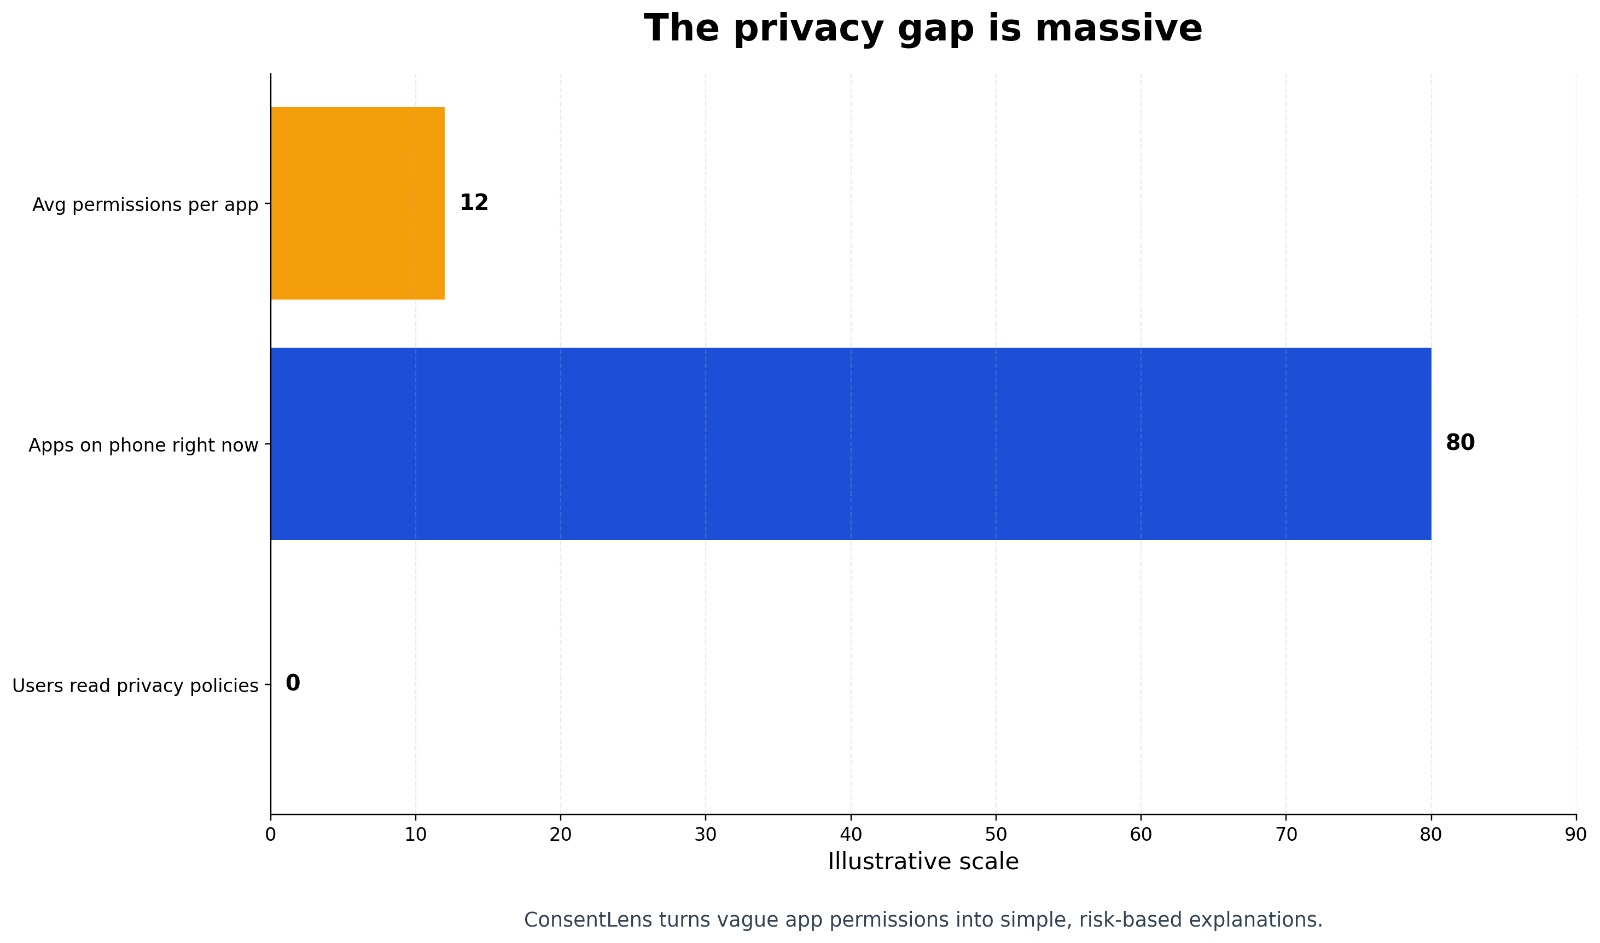 The privacy gap is massive
Avg permissions per app
12
Apps on phone right now
80
Users read privacy policies
0
0 10 20 30 40 50 60 70 80 90
Illustrative scale
ConsentLens turns vague app permissions into simple, risk-based explanations.